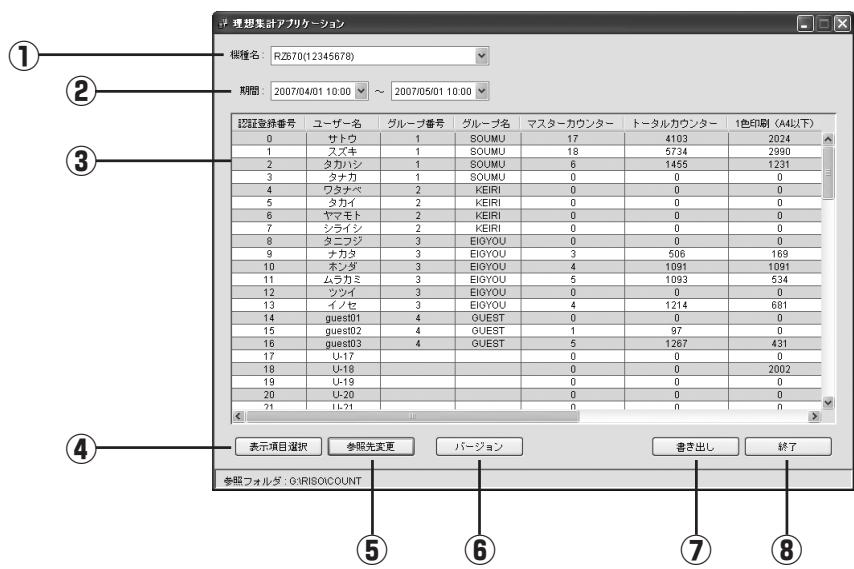 理想集計アプリケーション
① 機種名: RZ670(12345678)
② 期間: 2007/04/01 10:00 ～ 2007/05/01 10:00
③
認証登録番号 ユーザー名 グループ番号 グループ名 マスターカウンター トータルカウンター 1色印刷（A4以下）
0 サトウ 1 SOUMU 17 4103 2024
1 スズキ 1 SOUMU 18 5734 2990
2 タカハシ 1 SOUMU 6 1455 1231
3 タナカ 1 SOUMU 0 0 0
4 ワタナベ 2 KEIRI 0 0 0
5 タカイ 2 KEIRI 0 0 0
6 ヤマモト 2 KEIRI 0 0 0
7 シライシ 2 KEIRI 0 0 0
8 タニフジ 3 EIGYOU 0 0 0
9 ナカタ 3 EIGYOU 3 506 169
10 ホンダ 3 EIGYOU 4 1091 1091
11 ムラカミ 3 EIGYOU 5 1093 534
12 ツツイ 3 EIGYOU 0 0 0
13 イノセ 3 EIGYOU 4 1214 681
14 guest01 4 GUEST 0 0 0
15 guest02 4 GUEST 1 97 0
16 guest03 4 GUEST 5 1267 431
17 U-17 0 0 0
18 U-18 0 0 2002
19 U-19 0 0 0
20 U-20 0 0 0
21 U-21 0 0 0
④ 表示項目選択 参照先変更 バージョン 書き出し 終了
参照フォルダ : G:\RISO\COUNT
⑤ ⑥ ⑦ ⑧